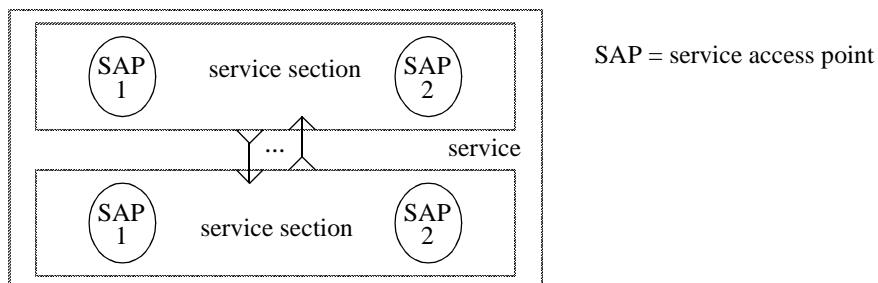 SAP
1
service section
SAP
2
SAP = service access point
...
service
SAP
1
service section
SAP
2